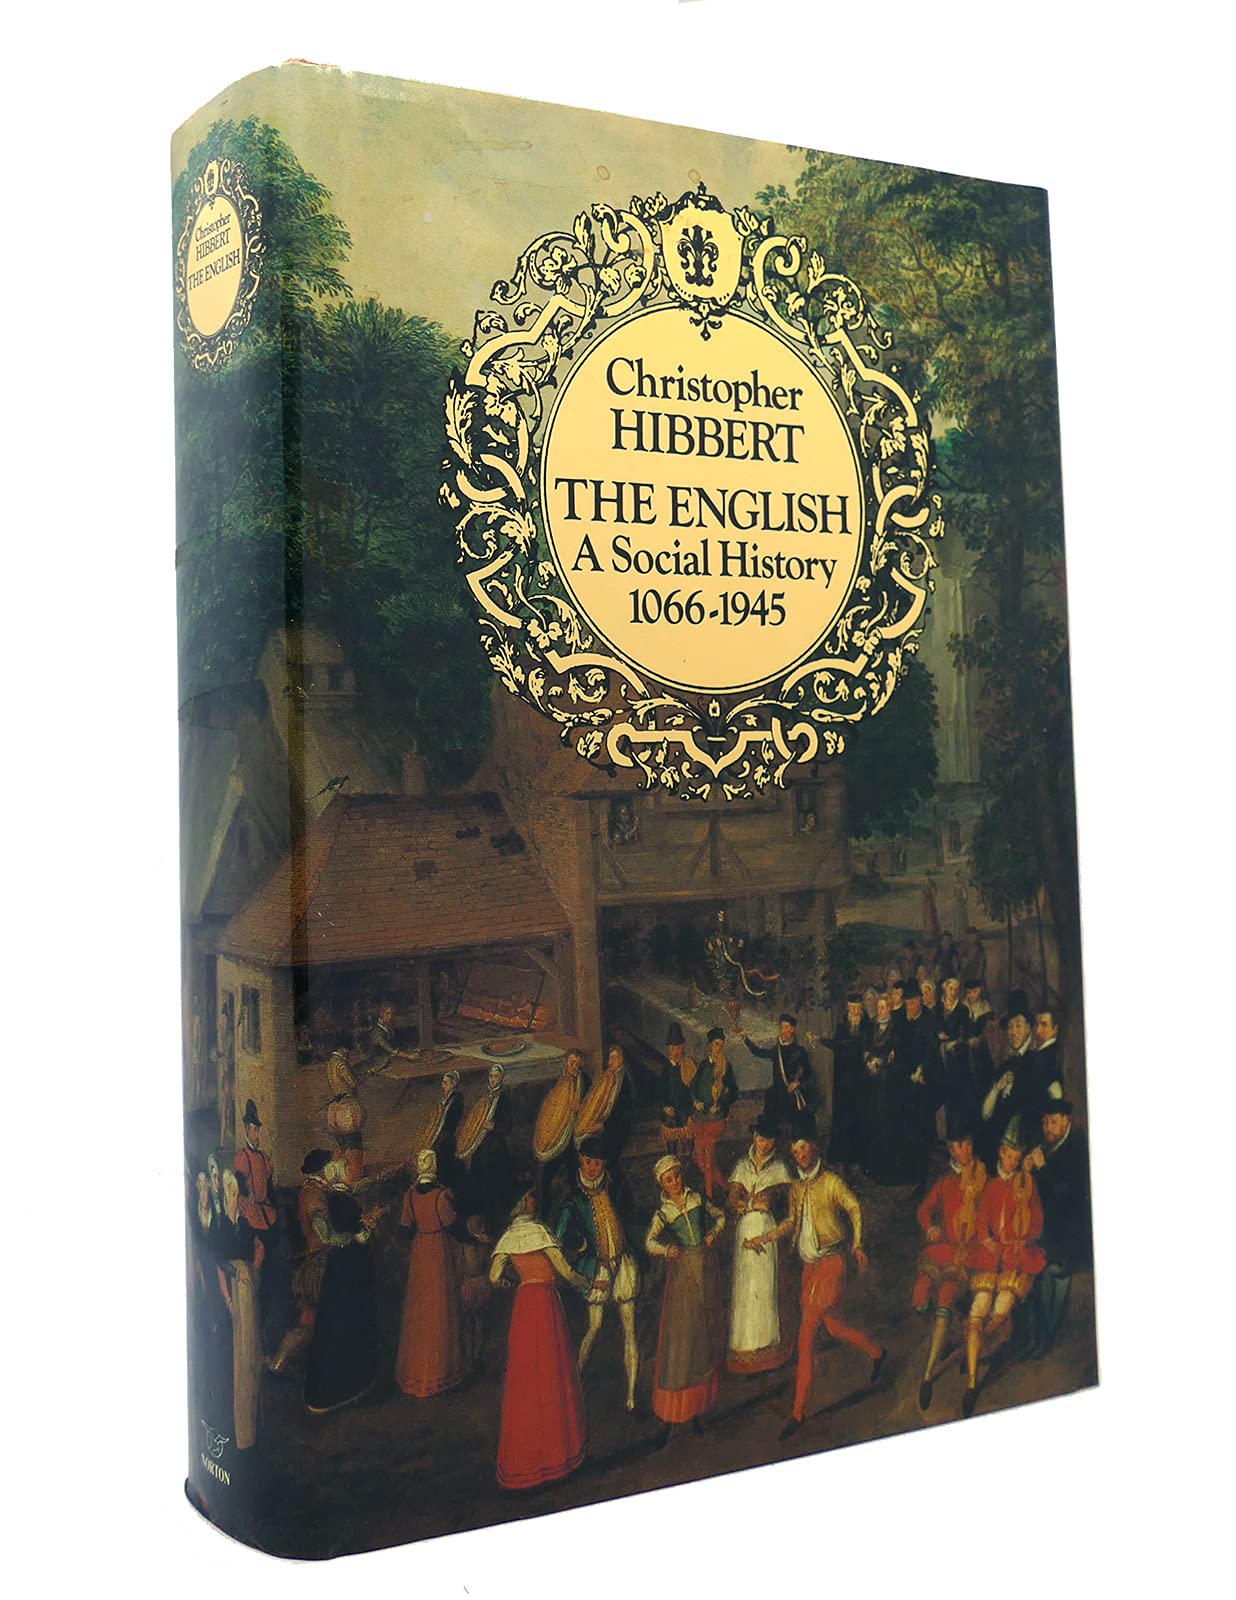 Christopher
HIBBERT
THE ENGLISH
NORTON
Christopher
HIBBERT
THE ENGLISH
A Social History
1066-1945